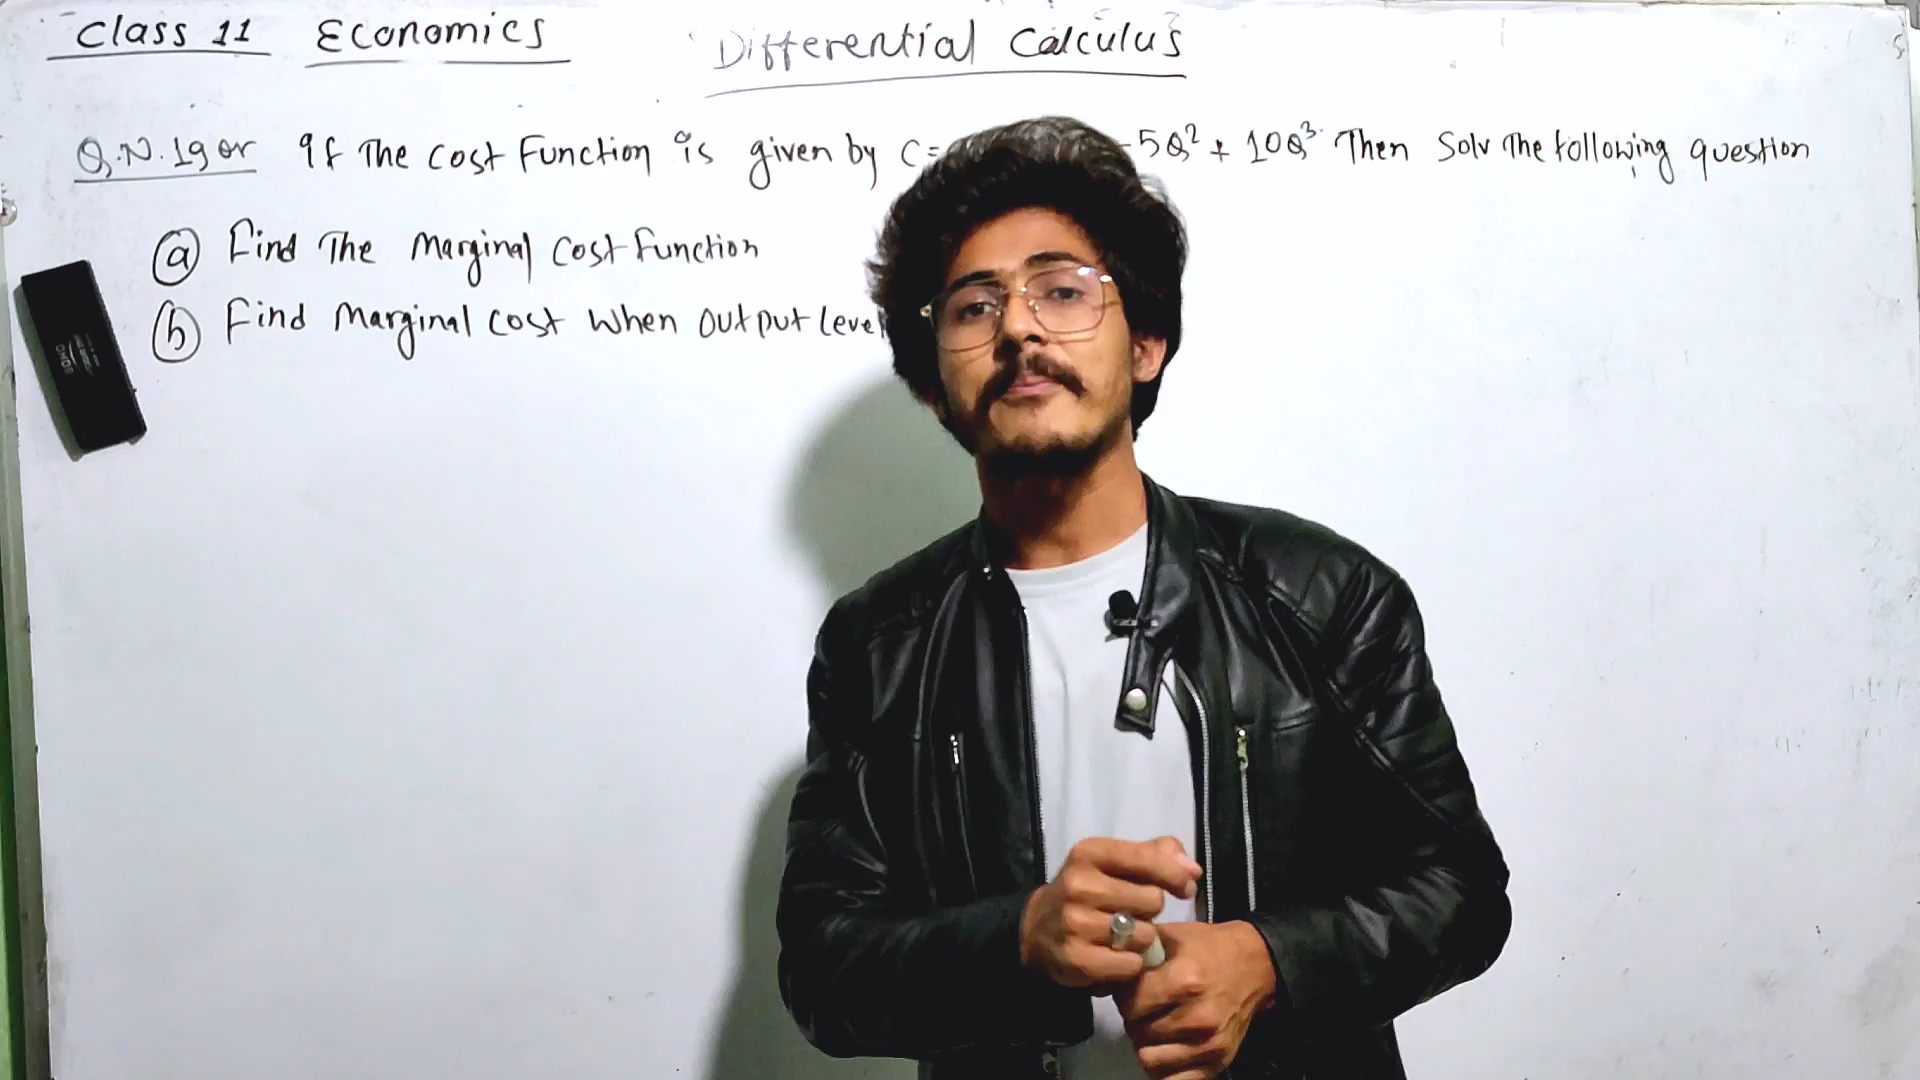 Class 11 Economics Differential Calculus
Q.N.19 or If The cost Function is given by C= -5Q² + 10Q³ Then Solv The following question
(a) Find The Marginal Cost Function
(b) Find Marginal Cost When Output Level